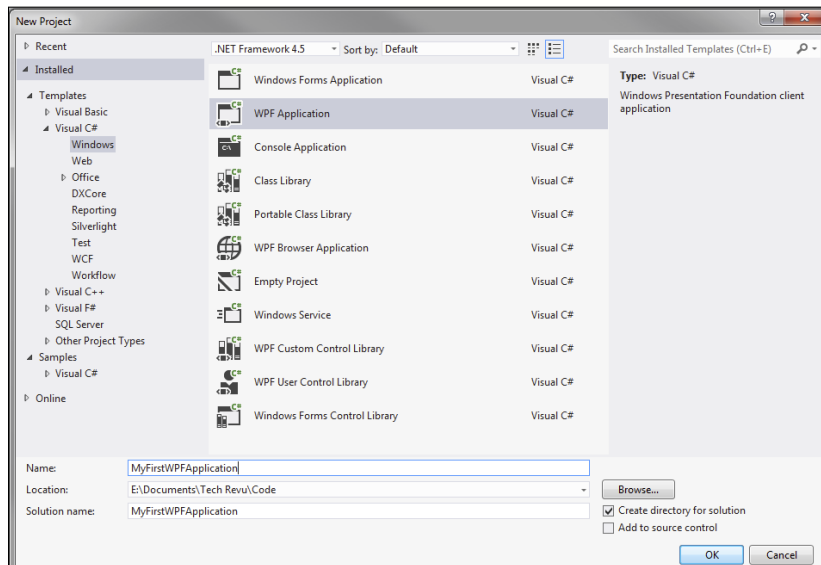 New Project
Recent
Installed
Templates
Visual Basic
Visual C#
Windows
Web
Office
DXCore
Reporting
Silverlight
Test
WCF
Workflow
Visual C++
Visual F#
SQL Server
Other Project Types
Samples
Visual C#
Online
.NET Framework 4.5 Sort by: Default
Windows Forms Application Visual C#
WPF Application Visual C#
Console Application Visual C#
Class Library Visual C#
Portable Class Library Visual C#
WPF Browser Application Visual C#
Empty Project Visual C#
Windows Service Visual C#
WPF Custom Control Library Visual C#
WPF User Control Library Visual C#
Windows Forms Control Library Visual C#
Search Installed Templates (Ctrl+E)
Type: Visual C#
Windows Presentation Foundation client
application
Name: MyFirstWPFApplication
Location: E:\Documents\Tech Revu\Code Browse...
Solution name: MyFirstWPFApplication
Create directory for solution
Add to source control
OK Cancel